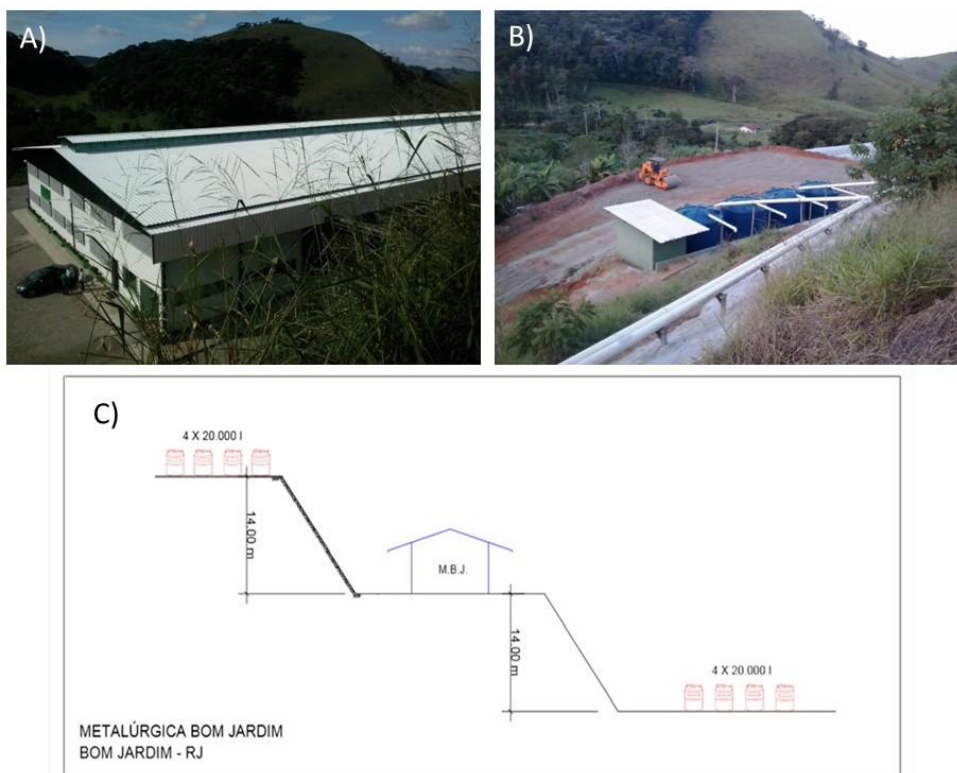 A)
B)
C)
4 X 20.000 l
14.00 m
M.B.J.
14.00 m
4 X 20.000 l
METALÚRGICA BOM JARDIM
BOM JARDIM - RJ